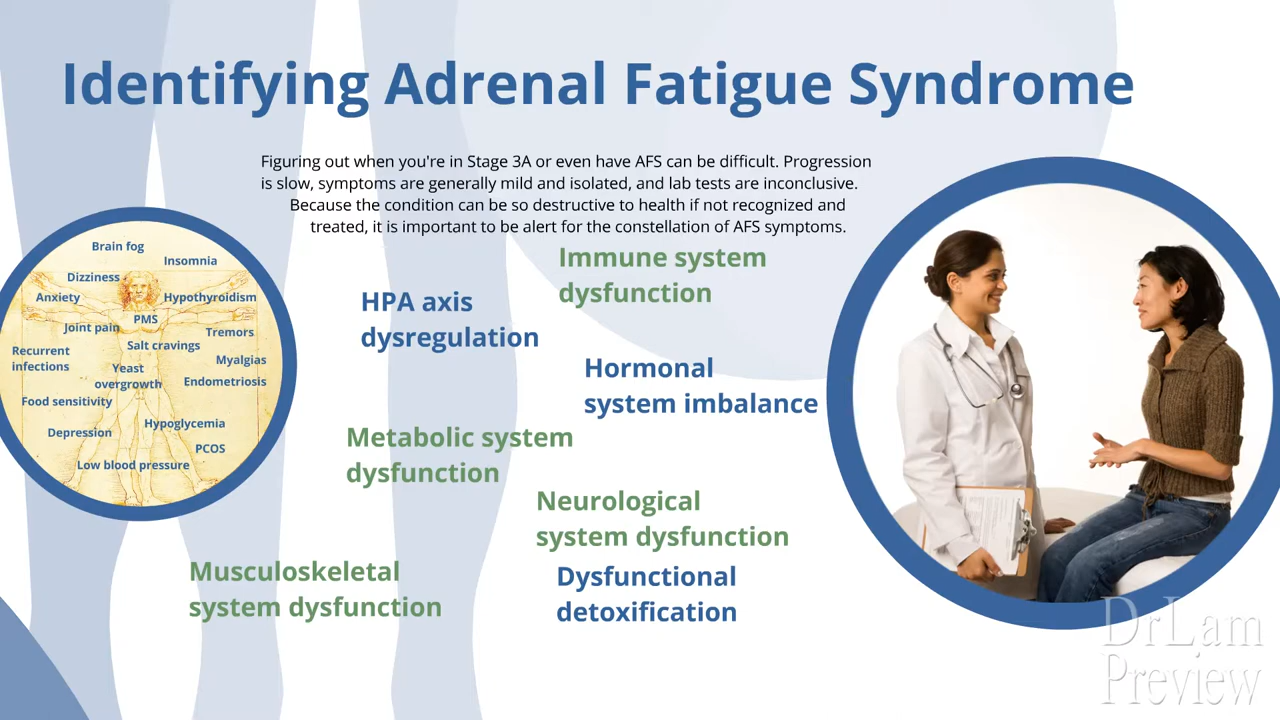 Identifying Adrenal Fatigue Syndrome
Figuring out when you're in Stage 3A or even have AFS can be difficult. Progression
is slow, symptoms are generally mild and isolated, and lab tests are inconclusive.
Because the condition can be so destructive to health if not recognized and
treated, it is important to be alert for the constellation of AFS symptoms.
Brain fog
Insomnia
Dizziness
Anxiety
Hypothyroidism
PMS
Joint pain
Tremors
Salt cravings
Recurrent
infections
Myalgias
Yeast
overgrowth
Endometriosis
Food sensitivity
Hypoglycemia
Depression
PCOS
Low blood pressure
Immune system
dysfunction
HPA axis
dysregulation
Hormonal
system imbalance
Metabolic system
dysfunction
Neurological
system dysfunction
Musculoskeletal
system dysfunction
Dysfunctional
detoxification
DrLam
Preview